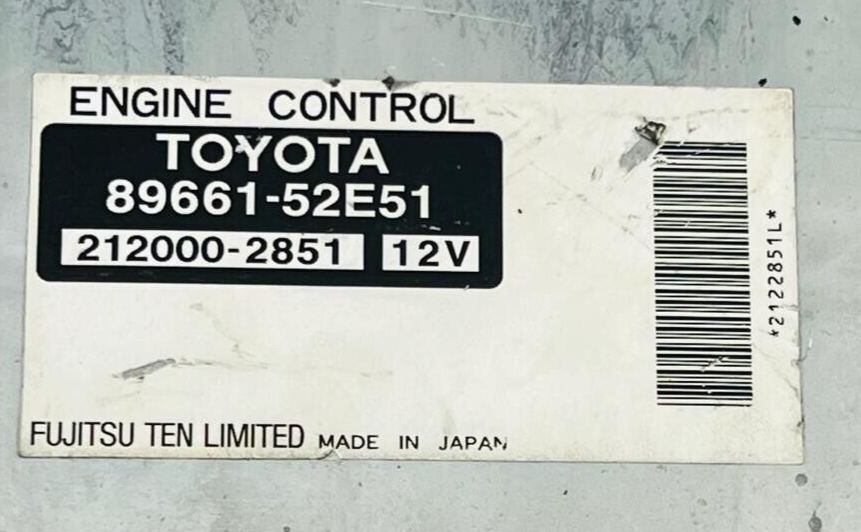 ENGINE CONTROL
TOYOTA
89661-52E51
212000-2851 12V
*2122851L*
FUJITSU TEN LIMITED MADE IN JAPAN